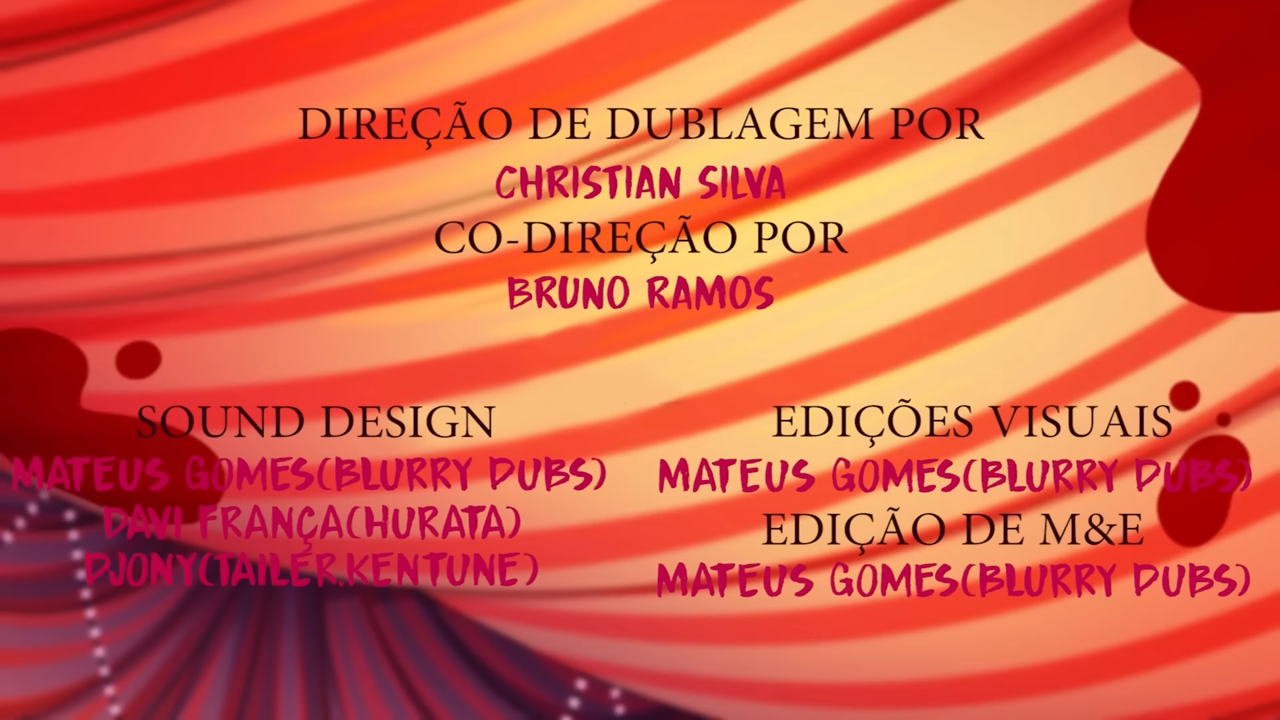 DIREÇÃO DE DUBLAGEM POR
CHRISTIAN SILVA
CO-DIREÇÃO POR
BRUNO RAMOS
SOUND DESIGN
MATEUS GOMES(BLURRY DUBS)
DAVI FRANÇA(HURATA)
DJONY(TAILER.KENTUNE)
EDIÇÕES VISUAIS
MATEUS GOMES(BLURRY DUBS)
EDIÇÃO DE M&E
MATEUS GOMES(BLURRY DUBS)